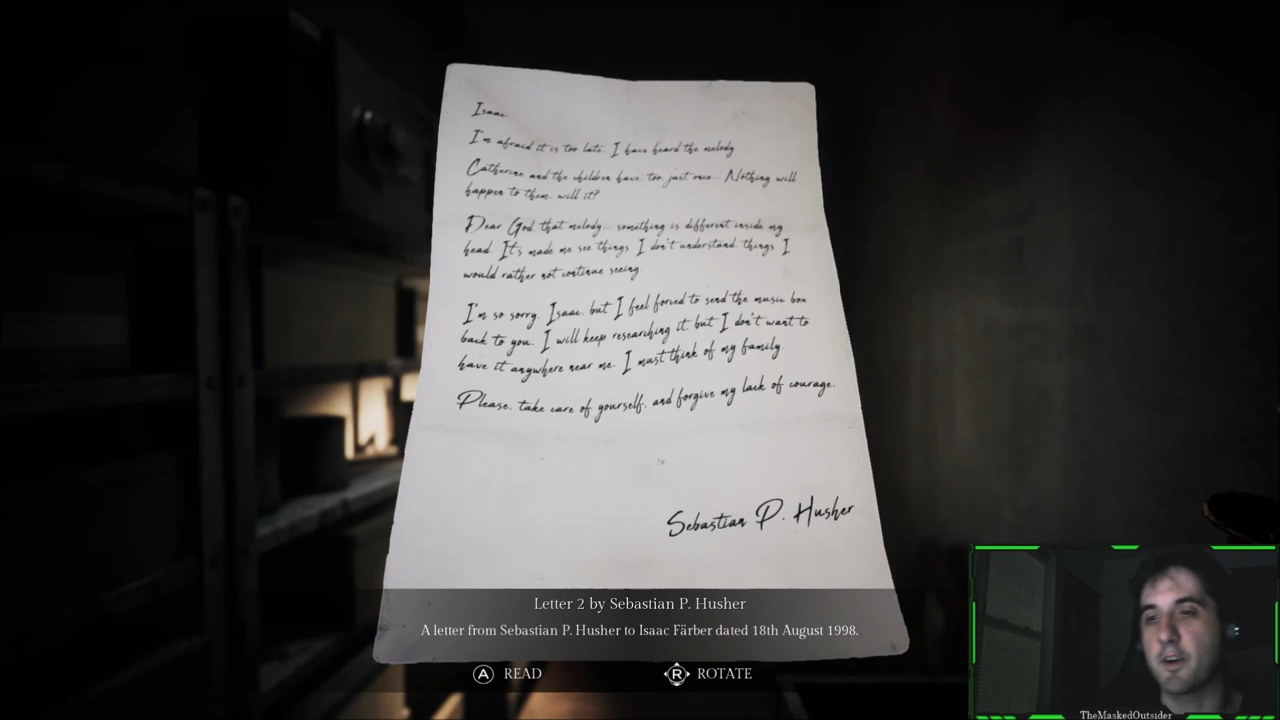 Isaac
I'm afraid it is too late. I have heard the melody.
Catherine and the children have, too, just once... Nothing will
happen to them, will it?
Dear God, that melody... something is different inside my
head. It's made me see things I don't understand, things I
would rather not continue seeing.
I'm so sorry, Isaac, but I feel forced to send the music box
back to you. I will keep researching it, but I don't want to
have it anywhere near me. I must think of my family.
Please, take care of yourself, and forgive my lack of courage.
Sebastian P. Husher
Letter 2 by Sebastian P. Husher
A letter from Sebastian P. Husher to Isaac Färber dated 18th August 1998.
A READ
R ROTATE
TheMaskedOutsider